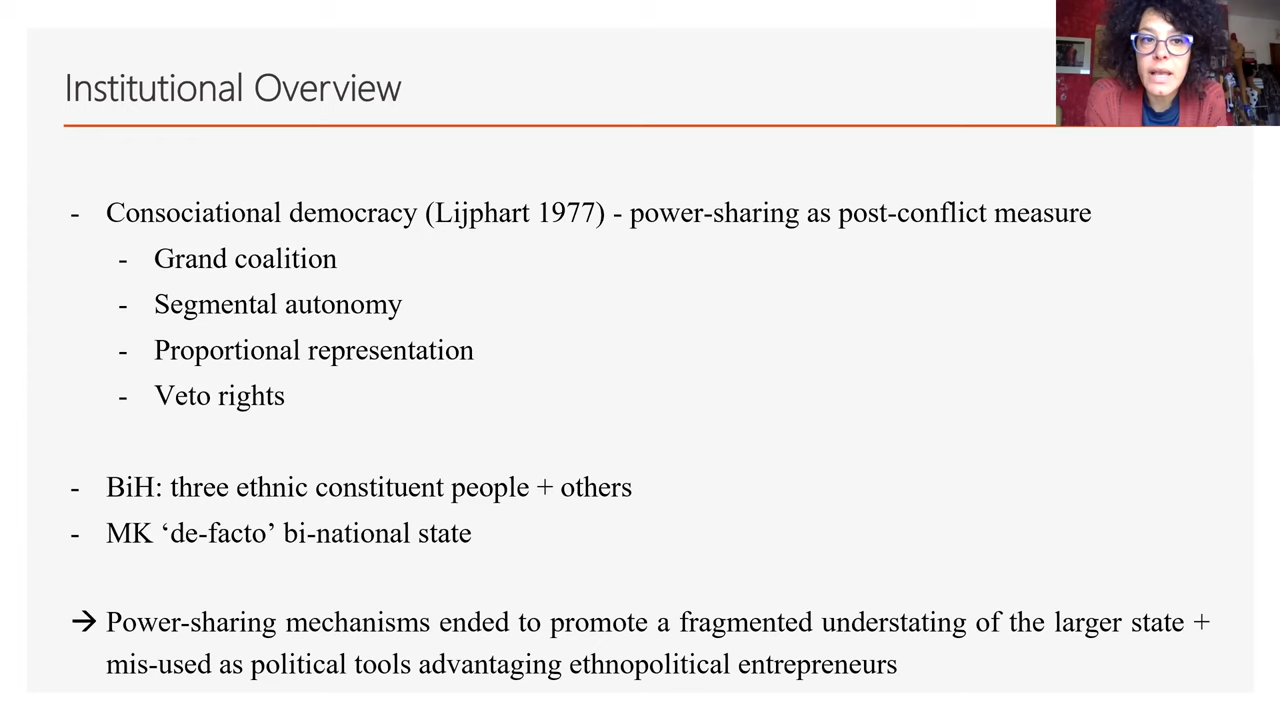 Institutional Overview
- Consociational democracy (Lijphart 1977) - power-sharing as post-conflict measure
- Grand coalition
- Segmental autonomy
- Proportional representation
- Veto rights
- BiH: three ethnic constituent people + others
- MK ‘de-facto’ bi-national state
→ Power-sharing mechanisms ended to promote a fragmented understating of the larger state +
mis-used as political tools advantaging ethnopolitical entrepreneurs